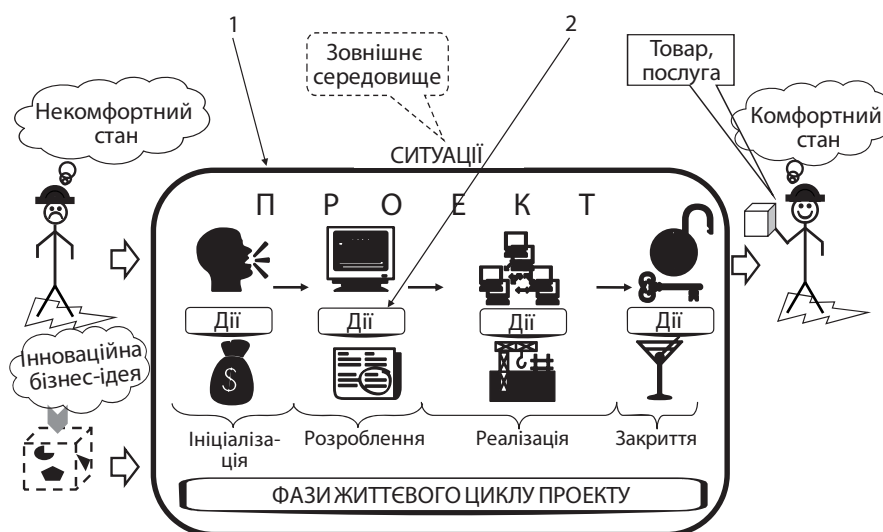 1
2
Зовнішнє
середовище
Товар,
послуга
Некомфортний
стан
Комфортний
стан
СИТУАЦІЇ
П Р О Е К Т
Дії
Дії
Дії
Дії
$
Інноваційна
бізнес-ідея
Ініціаліза-
ція
Розроблення
Реалізація
Закриття
ФАЗИ ЖИТТЄВОГО ЦИКЛУ ПРОЕКТУ